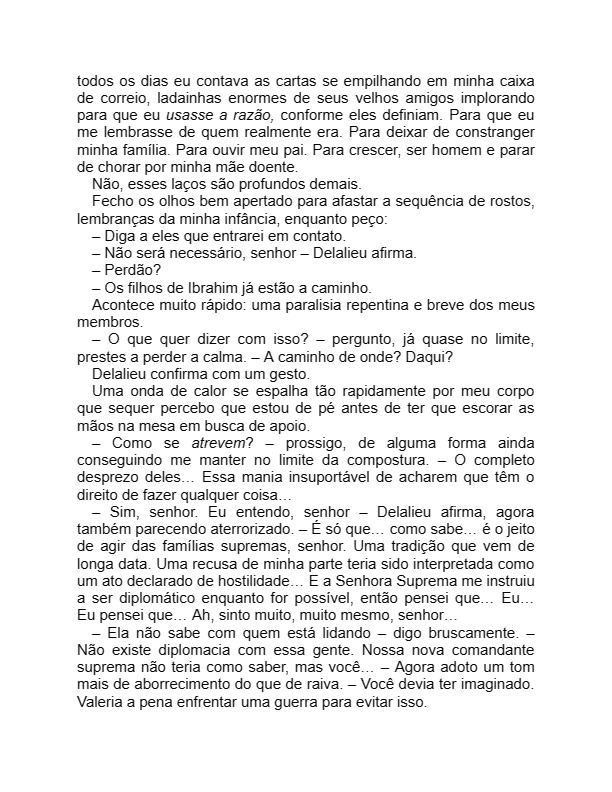 todos os dias eu contava as cartas se empilhando em minha caixa
de correio, ladainhas enormes de seus velhos amigos implorando
para que eu usasse a razão, conforme eles definiam. Para que eu
me lembrasse de quem realmente era. Para deixar de constranger
minha família. Para ouvir meu pai. Para crescer, ser homem e parar
de chorar por minha mãe doente.
Não, esses laços são profundos demais.
Fecho os olhos bem apertado para afastar a sequência de rostos,
lembranças da minha infância, enquanto peço:
– Diga a eles que entrarei em contato.
– Não será necessário, senhor – Delalieu afirma.
– Perdão?
– Os filhos de Ibrahim já estão a caminho.
Acontece muito rápido: uma paralisia repentina e breve dos meus
membros.
– O que quer dizer com isso? – pergunto, já quase no limite,
prestes a perder a calma. – A caminho de onde? Daqui?
Delalieu confirma com um gesto.
Uma onda de calor se espalha tão rapidamente por meu corpo
que sequer percebo que estou de pé antes de ter que escorar as
mãos na mesa em busca de apoio.
– Como se atrevem? – prossigo, de alguma forma ainda
conseguindo me manter no limite da compostura. – O completo
desprezo deles… Essa mania insuportável de acharem que têm o
direito de fazer qualquer coisa…
– Sim, senhor. Eu entendo, senhor – Delalieu afirma, agora
também parecendo aterrorizado. – É só que… como sabe… é o jeito
de agir das famílias supremas, senhor. Uma tradição que vem de
longa data. Uma recusa de minha parte teria sido interpretada como
um ato declarado de hostilidade… E a Senhora Suprema me instruiu
a ser diplomático enquanto for possível, então pensei que… Eu…
Eu pensei que… Ah, sinto muito, muito mesmo, senhor…
– Ela não sabe com quem está lidando – digo bruscamente. –
Não existe diplomacia com essa gente. Nossa nova comandante
suprema não teria como saber, mas você… – Agora adoto um tom
mais de aborrecimento do que de raiva. – Você devia ter imaginado.
Valeria a pena enfrentar uma guerra para evitar isso.